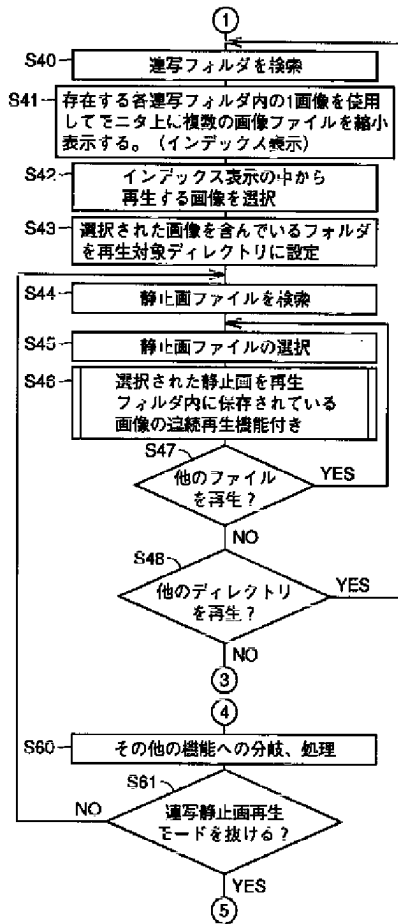 1
S40
連写フォルダを検索
S41
存在する各連写フォルダ内の1画像を使用
してモニタ上に複数の画像ファイルを縮小
表示する。（インデックス表示）
S42
インデックス表示の中から
再生する画像を選択
S43
選択された画像を含んでいるフォルダ
を再生対象ディレクトリに設定
S44
静止画ファイルを検索
S45
静止画ファイルの選択
S46
選択された静止画を再生
フォルダ内に保存されている
画像の連続再生機能付き
S47
他のファイル
を再生？
YES
NO
S48
他のディレクトリ
を再生？
YES
NO
3
4
S60
その他の機能への分岐、処理
S61
NO
連写静止画再生
モードを抜ける？
YES
5